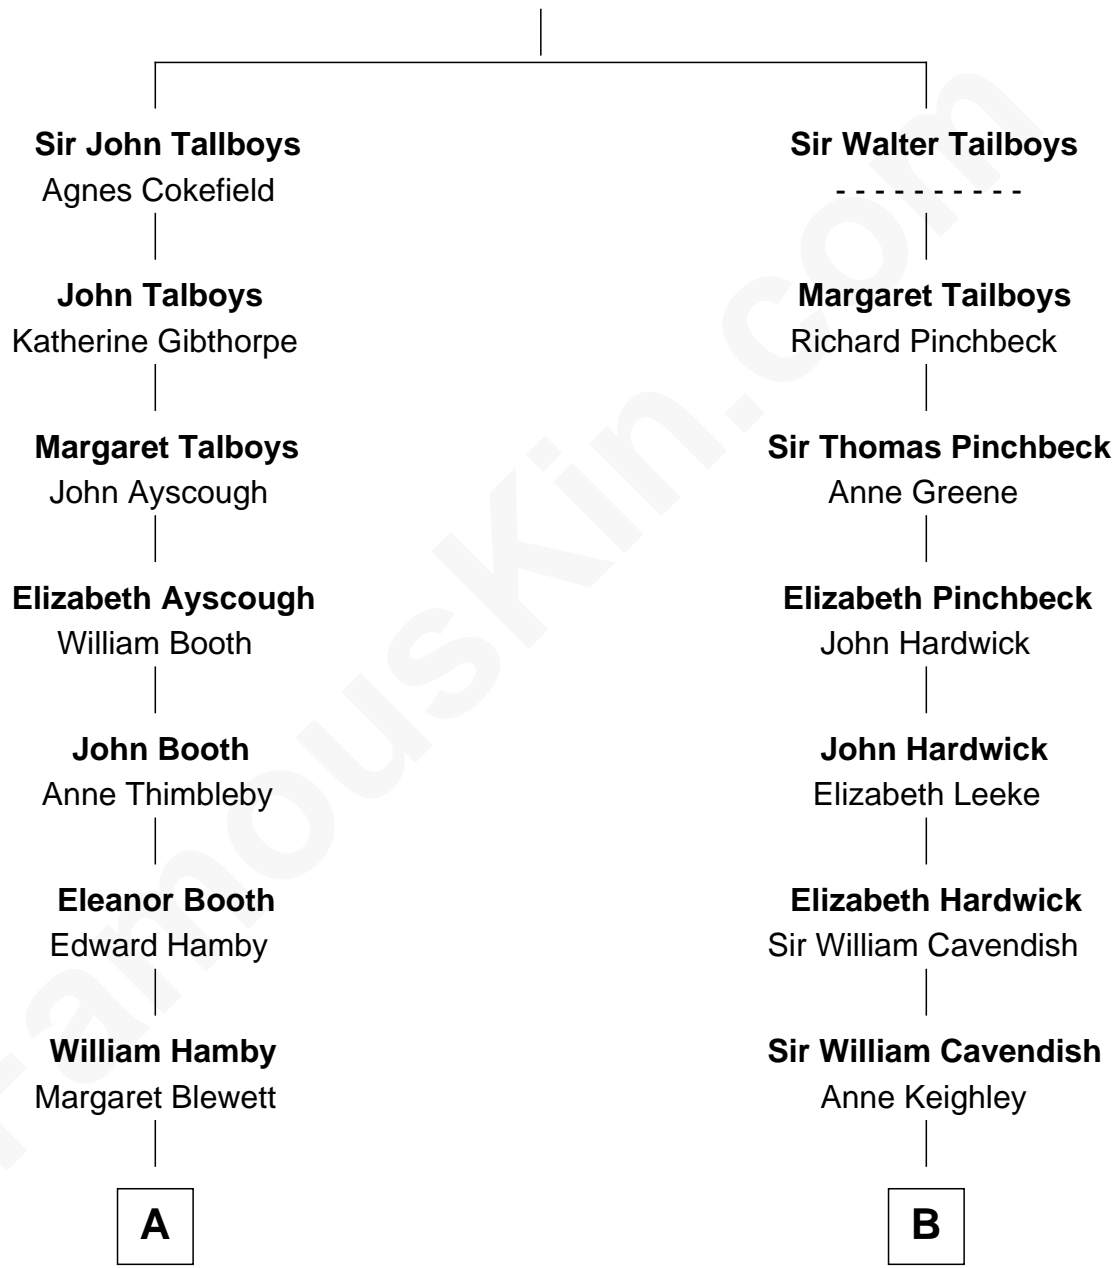 Sir John Tallboys
Agnes Cokefield
John Talboys
Katherine Gibthorpe
Margaret Talboys
John Ayscough
Elizabeth Ayscough
William Booth
John Booth
Anne Thimbleby
Eleanor Booth
Edward Hamby
William Hamby
Margaret Blewett
A
Sir Walter Tailboys
- - - - - - - - - -
Margaret Tailboys
Richard Pinchbeck
Sir Thomas Pinchbeck
Anne Greene
Elizabeth Pinchbeck
John Hardwick
John Hardwick
Elizabeth Leeke
Elizabeth Hardwick
Sir William Cavendish
Sir William Cavendish
Anne Keighley
B
FamousKin.com